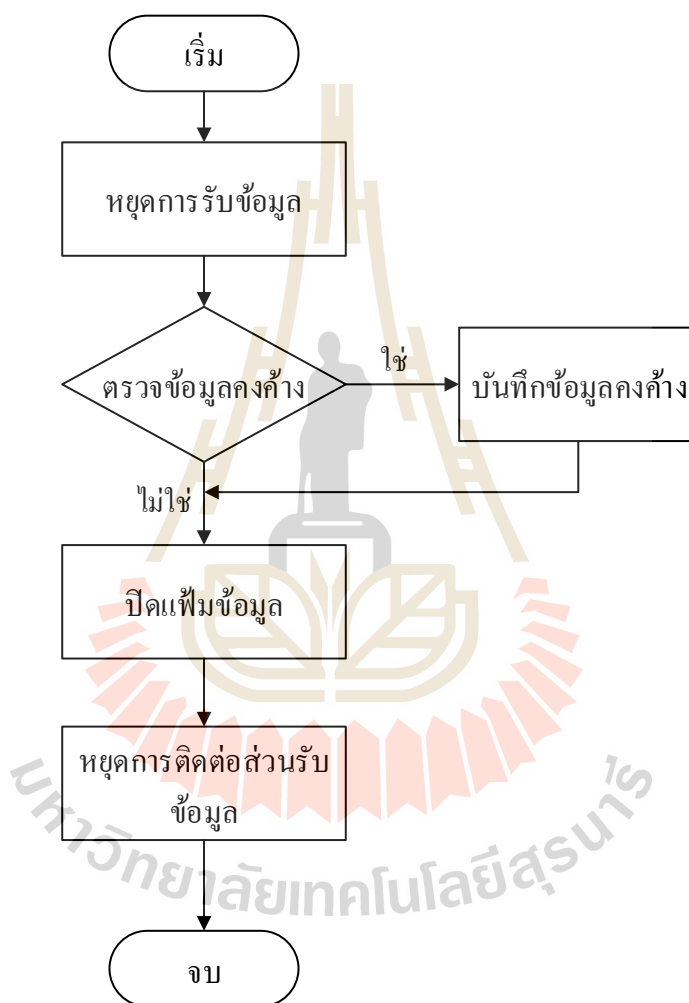 เริ่ม
หยุดการรับข้อมูล
ตรวจข้อมูลคงค้าง
ใช่
บันทึกข้อมูลคงค้าง
ไม่ใช่
ปิดแฟ้มข้อมูล
หยุดการติดต่อส่วนรับ
ข้อมูล
มหาวิทยาลัยเทคโนโลยีสุรนารี
จบ